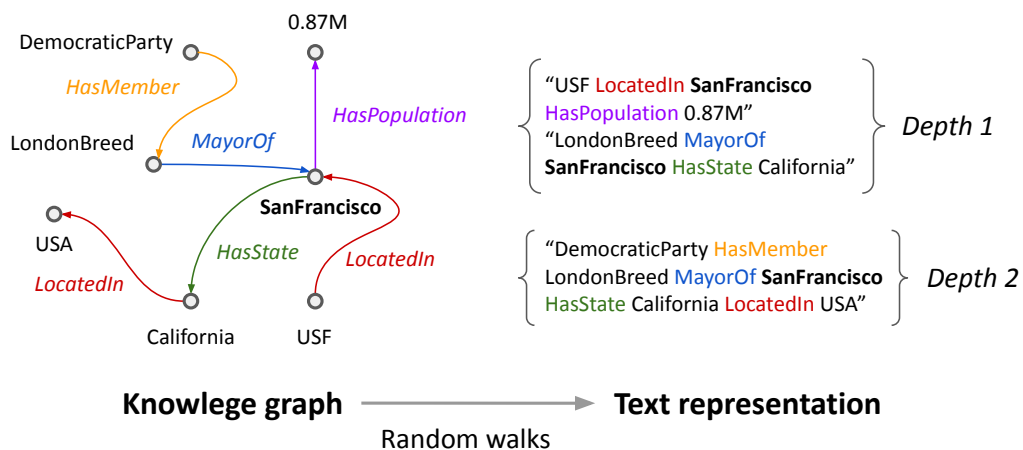 0.87M
DemocraticParty
HasMember
HasPopulation
MayorOf
LondonBreed
SanFrancisco
USA
HasState
LocatedIn
LocatedIn
California
USF
“USF LocatedIn SanFrancisco
HasPopulation 0.87M”
“LondonBreed MayorOf
SanFrancisco HasState California”
Depth 1
“DemocraticParty HasMember
LondonBreed MayorOf SanFrancisco
HasState California LocatedIn USA”
Depth 2
Knowlege graph
Text representation
Random walks